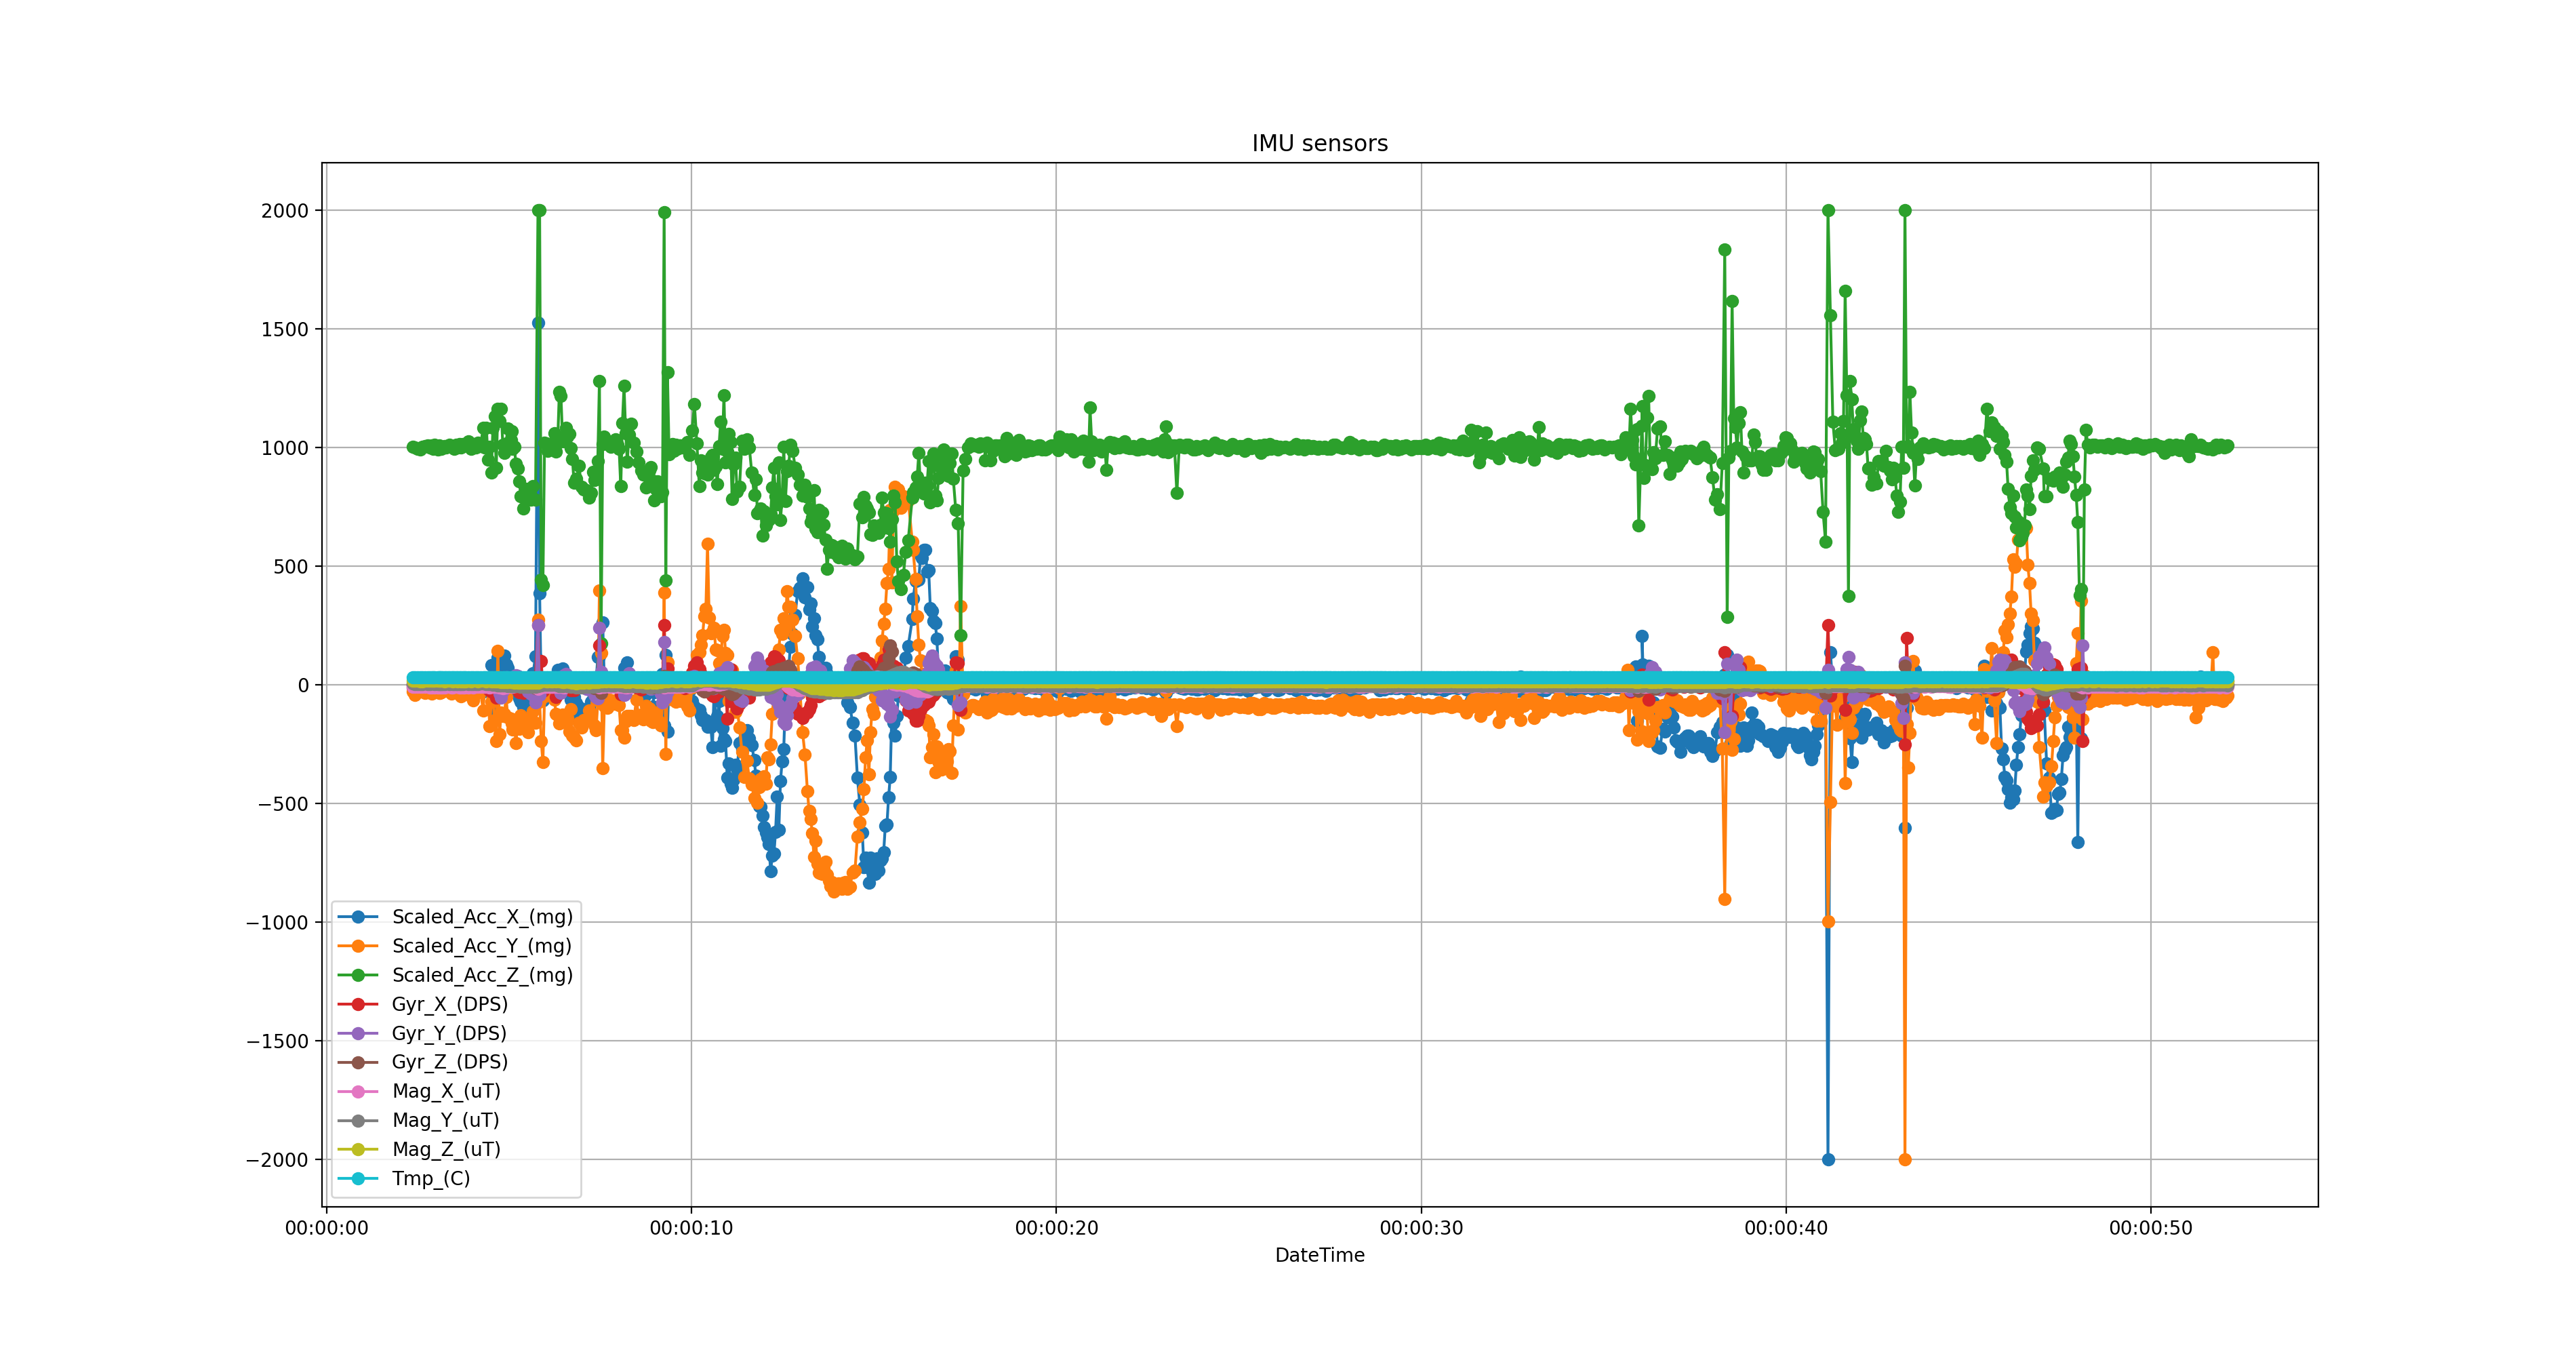 IMU sensors
2000
1500
1000
500
0
−500
−1000
−1500
−2000
Scaled_Acc_X_(mg)
Scaled_Acc_Y_(mg)
Scaled_Acc_Z_(mg)
Gyr_X_(DPS)
Gyr_Y_(DPS)
Gyr_Z_(DPS)
Mag_X_(uT)
Mag_Y_(uT)
Mag_Z_(uT)
Tmp_(C)
00:00:00 00:00:10 00:00:20 00:00:30 00:00:40 00:00:50
DateTime